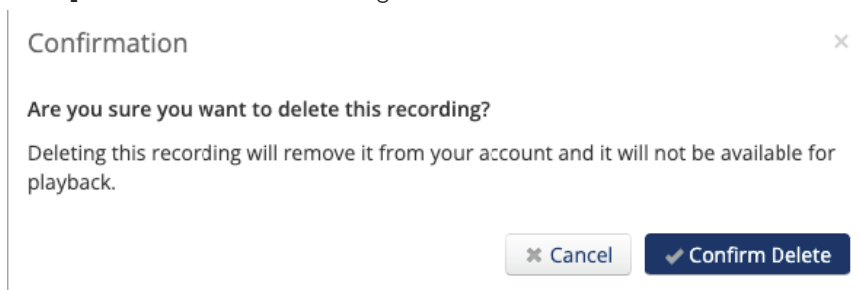 Confirmation
Are you sure you want to delete this recording?
Deleting this recording will remove it from your account and it will not be available for
playback.
Cancel
Confirm Delete